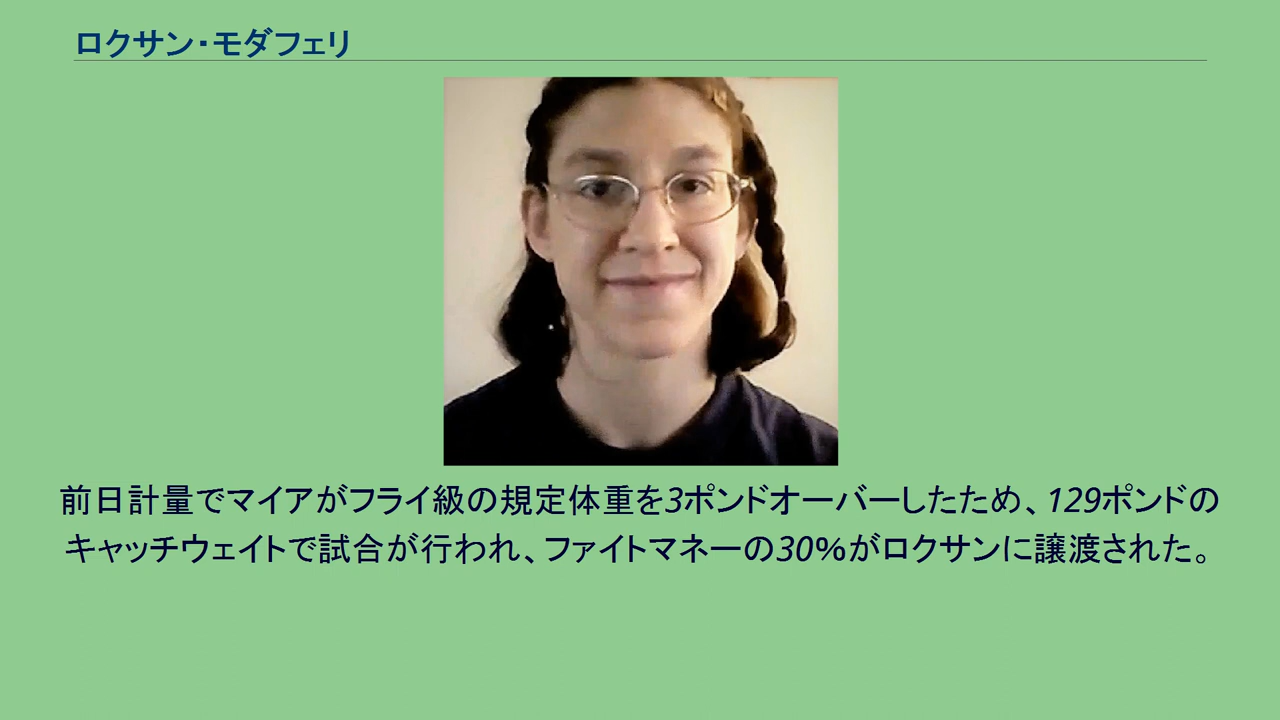 ロクサン・モダフェリ
前日計量でマイアがフライ級の規定体重を3ポンドオーバーしたため、129ポンドの
キャッチウェイトで試合が行われ、ファイトマネーの30%がロクサンに譲渡された。